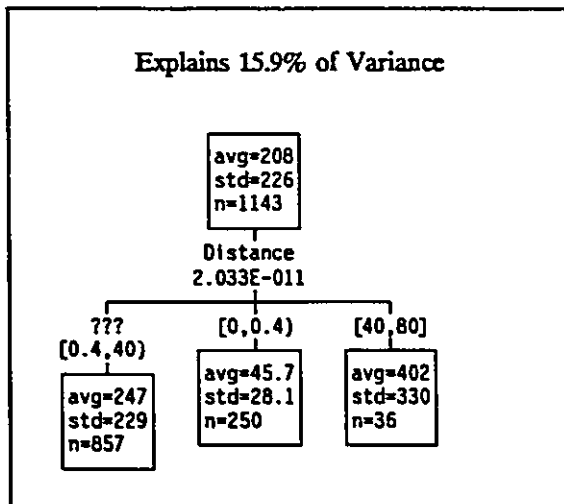 Explains 15.9% of Variance
avg=208
std=226
n=1143
Distance
2.033E-011
???
[0.4,40)
[0,0.4)
[40,80]
avg=247
std=229
n=857
avg=45.7
std=28.1
n=250
avg=402
std=330
n=36